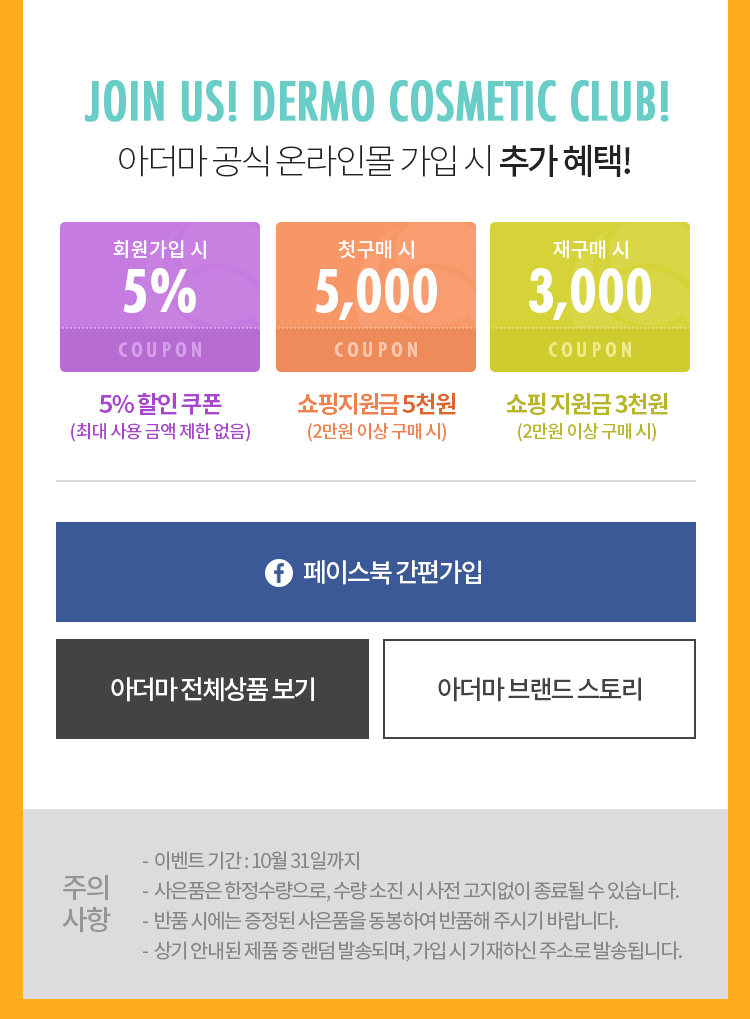 JOIN US! DERMO COSMETIC CLUB!
아더마 공식 온라인몰 가입 시 추가 혜택!
회원가입 시
5%
COUPON
5% 할인 쿠폰
(최대 사용 금액 제한 없음)
첫구매 시
5,000
COUPON
쇼핑지원금 5천원
(2만원 이상 구매 시)
재구매 시
3,000
COUPON
쇼핑 지원금 3천원
(2만원 이상 구매 시)
페이스북 간편가입
아더마 전체상품 보기
아더마 브랜드 스토리
주의
사항
- 이벤트 기간 : 10월 31일까지
- 사은품은 한정수량으로, 수량 소진 시 사전 고지없이 종료될 수 있습니다.
- 반품 시에는 증정된 사은품을 동봉하여 반품해 주시기 바랍니다.
- 상기 안내된 제품 중 랜덤 발송되며, 가입 시 기재하신 주소로 발송됩니다.